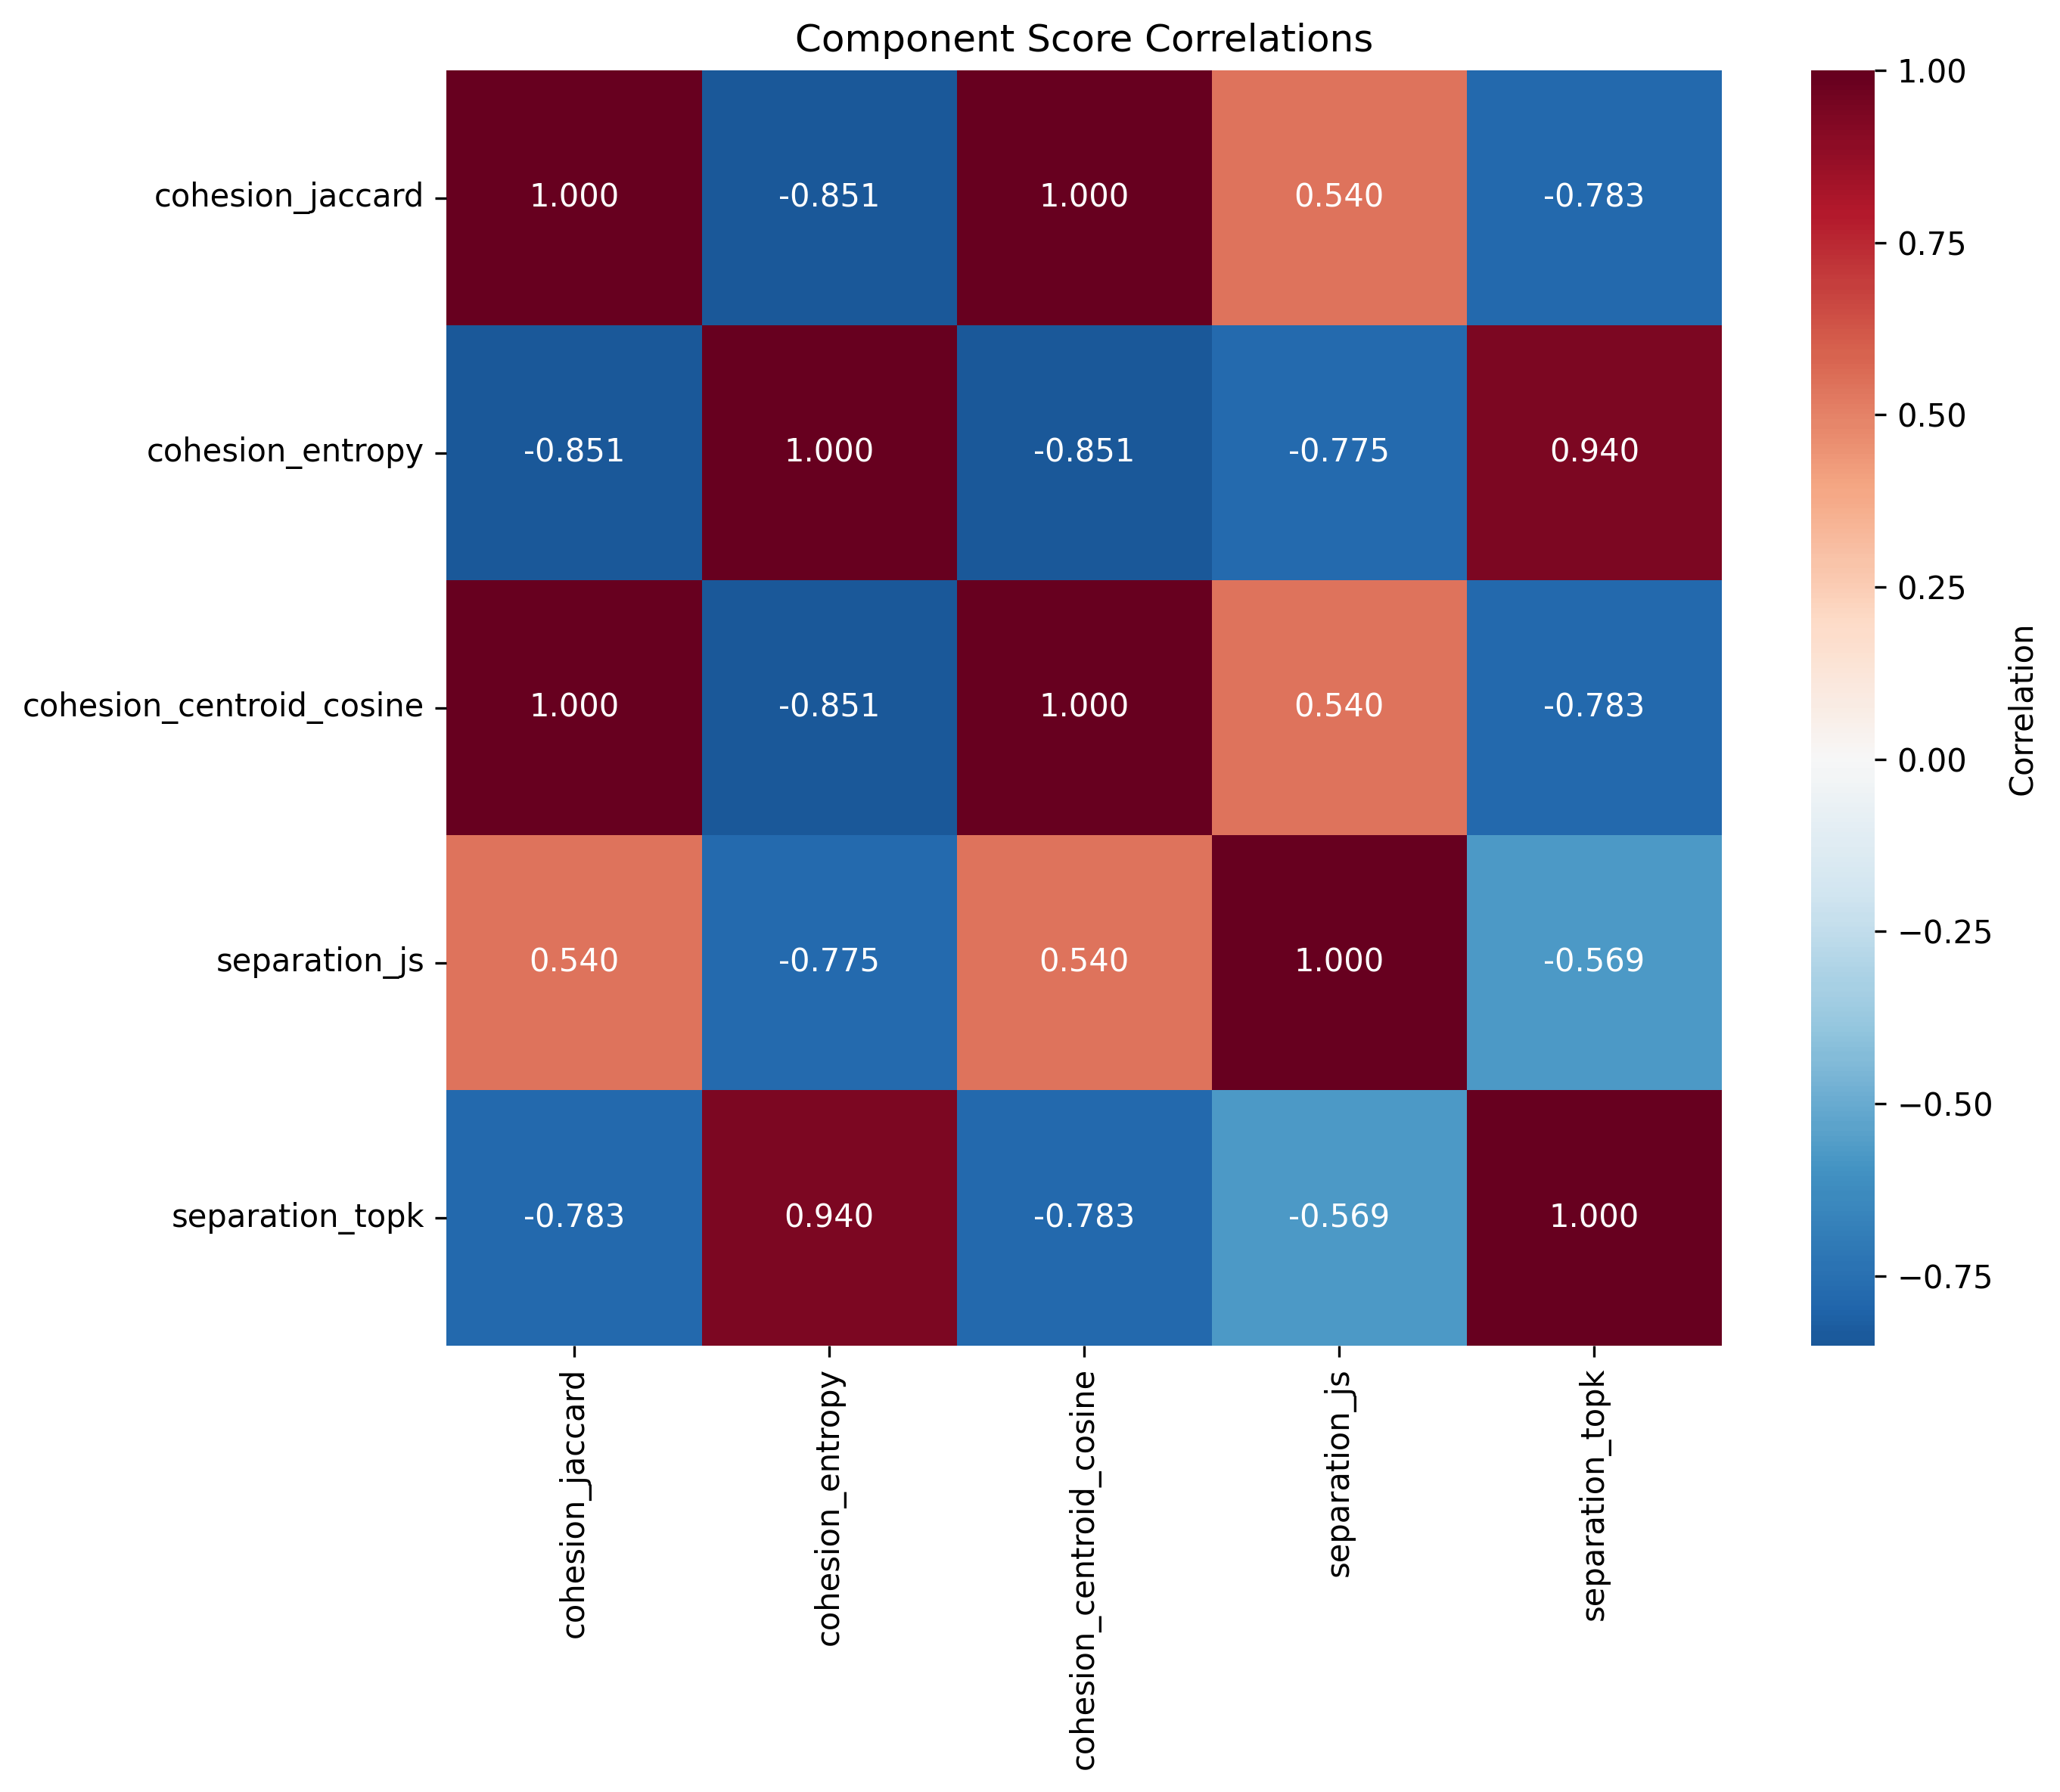 Component Score Correlations
cohesion_jaccard 1.000 -0.851 1.000 0.540 -0.783
cohesion_entropy -0.851 1.000 -0.851 -0.775 0.940
cohesion_centroid_cosine 1.000 -0.851 1.000 0.540 -0.783
separation_js 0.540 -0.775 0.540 1.000 -0.569
separation_topk -0.783 0.940 -0.783 -0.569 1.000
cohesion_jaccard
cohesion_entropy
cohesion_centroid_cosine
separation_js
separation_topk
1.00
0.75
0.50
0.25
0.00
−0.25
−0.50
−0.75
Correlation